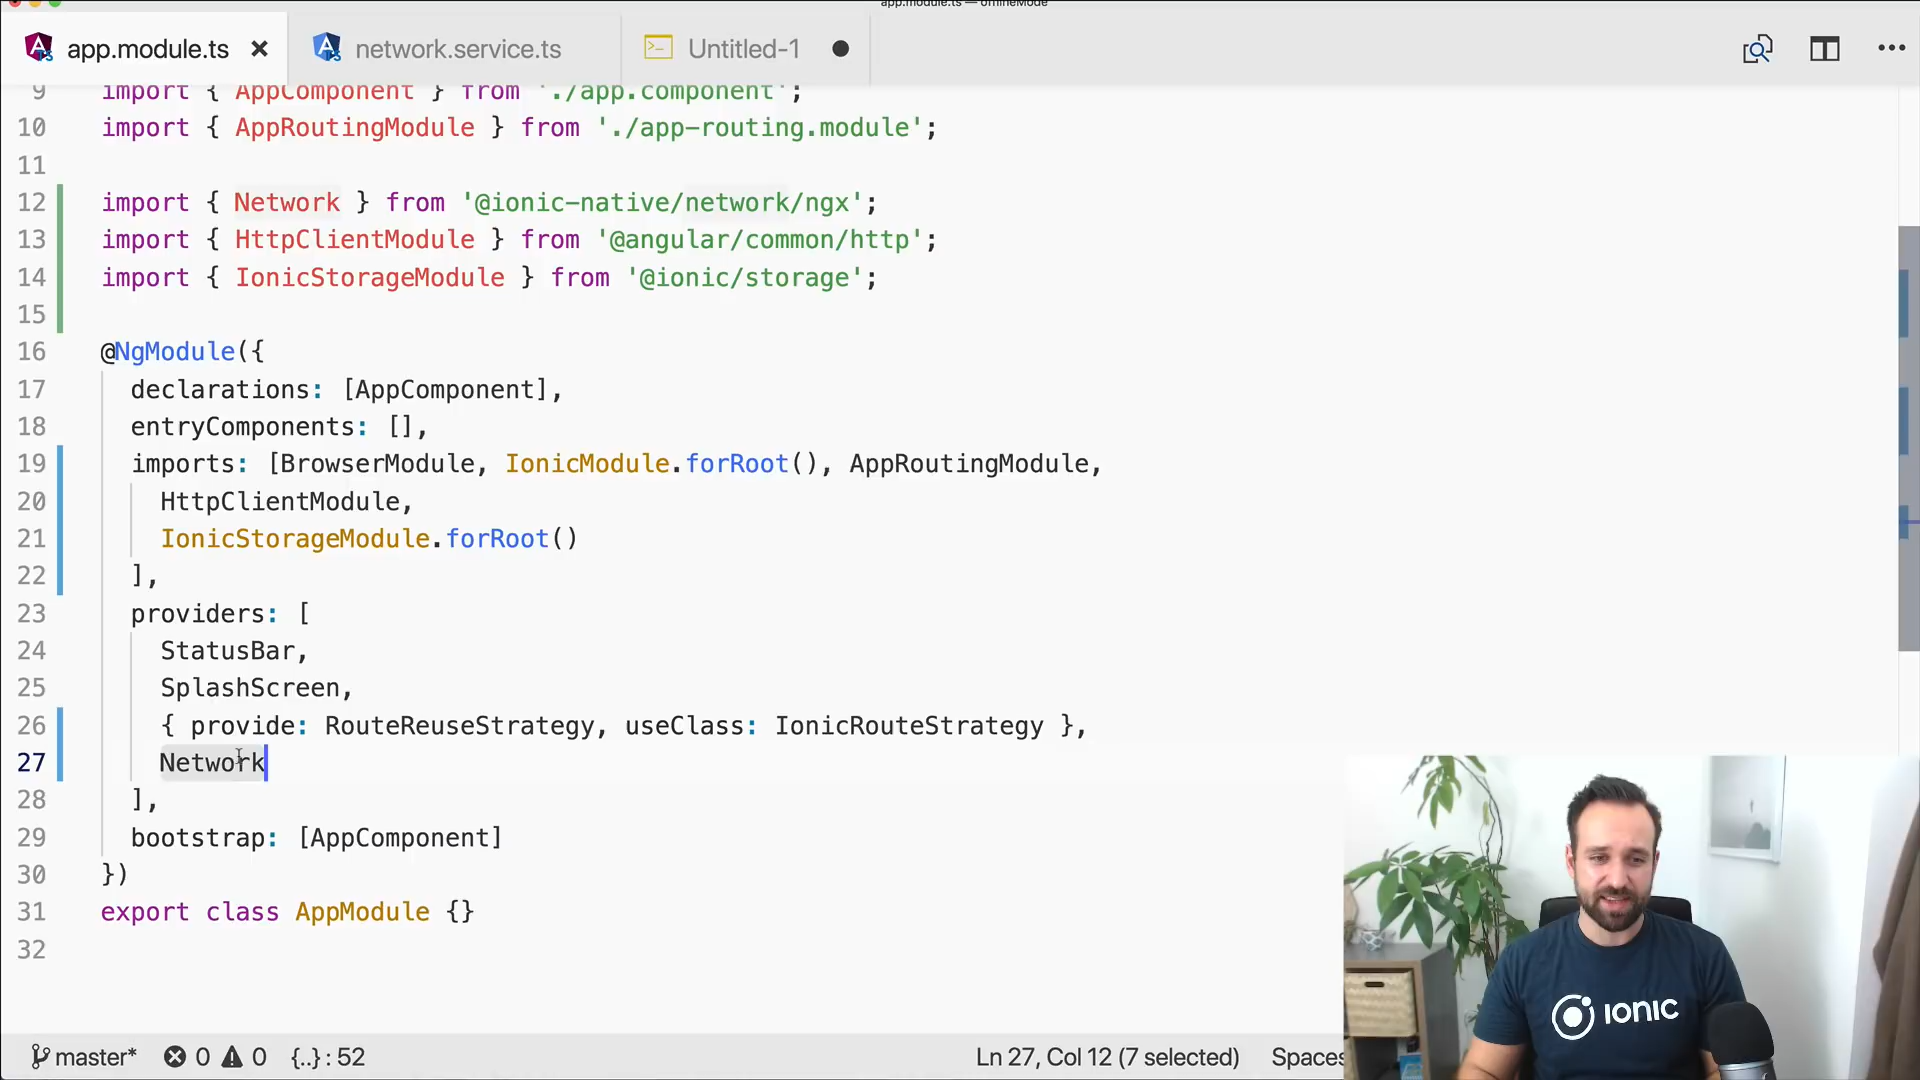 app.module.ts — offlineMode
app.module.ts × network.service.ts Untitled-1 ●
9 import { AppComponent } from './app.component';
10 import { AppRoutingModule } from './app-routing.module';
11
12 import { Network } from '@ionic-native/network/ngx';
13 import { HttpClientModule } from '@angular/common/http';
14 import { IonicStorageModule } from '@ionic/storage';
15
16 @NgModule({
17 declarations: [AppComponent],
18 entryComponents: [],
19 imports: [BrowserModule, IonicModule.forRoot(), AppRoutingModule,
20 HttpClientModule,
21 IonicStorageModule.forRoot()
22 ],
23 providers: [
24 StatusBar,
25 SplashScreen,
26 { provide: RouteReuseStrategy, useClass: IonicRouteStrategy },
27 Network
28 ],
29 bootstrap: [AppComponent]
30 })
31 export class AppModule {}
32
IONIC
master* 0 0 {..} : 52 Ln 27, Col 12 (7 selected) Spaces